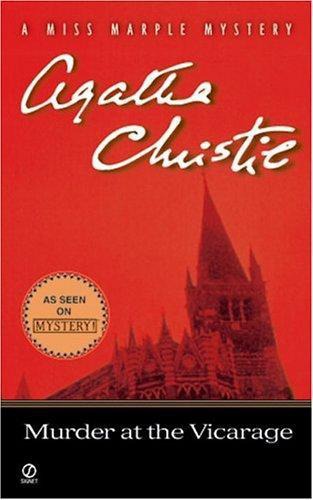 A MISS MARPLE MYSTERY
Agatha
Christie
AS SEEN
ON
MYSTERY!
Murder at the Vicarage
SIGNET